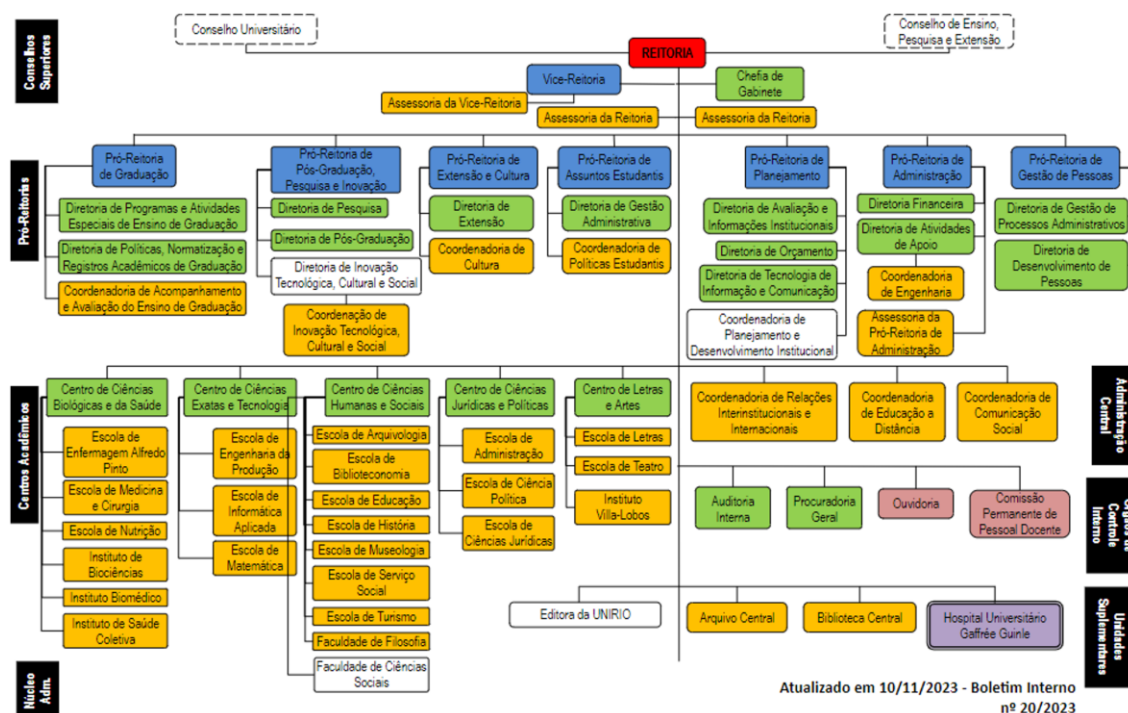 Conselhos
Superiores
Conselho Universitário
Conselho de Ensino,
Pesquisa e Extensão
REITORIA
Vice-Reitoria
Chefia de
Gabinete
Assessoria da Vice-Reitoria
Assessoria da Reitoria
Assessoria da Reitoria
Pró-Reitorias
Pró-Reitoria
de Graduação
Diretoria de Programas e Atividades
Especiais de Ensino de Graduação
Diretoria de Políticas, Normatização e
Registros Acadêmicos de Graduação
Coordenadoria de Acompanhamento
e Avaliação do Ensino de Graduação
Pró-Reitoria de
Pós-Graduação,
Pesquisa e Inovação
Diretoria de Pesquisa
Diretoria de Pós-Graduação
Diretoria de Inovação
Tecnológica, Cultural e Social
Coordenação de
Inovação Tecnológica,
Cultural e Social
Pró-Reitoria de
Extensão e Cultura
Diretoria de
Extensão
Coordenadoria de
Cultura
Pró-Reitoria de
Assuntos Estudantis
Diretoria de Gestão
Administrativa
Coordenadoria de
Políticas Estudantis
Pró-Reitoria de
Planejamento
Diretoria de Avaliação e
Informações Institucionais
Diretoria de Orçamento
Diretoria de Tecnologia de
Informação e Comunicação
Coordenadoria de
Planejamento e
Desenvolvimento Institucional
Pró-Reitoria de
Administração
Diretoria Financeira
Diretoria de Atividades
de Apoio
Coordenadoria
de Engenharia
Assessoria da
Pró-Reitoria de
Administração
Pró-Reitoria de
Gestão de Pessoas
Diretoria de Gestão de
Processos Administrativos
Diretoria de
Desenvolvimento de
Pessoas
Centros Acadêmicos
Centro de Ciências
Biológicas e da Saúde
Escola de
Enfermagem Alfredo
Pinto
Escola de Medicina e
Cirurgia
Escola de Nutrição
Instituto de
Biociências
Instituto Biomédico
Instituto de Saúde
Coletiva
Centro de Ciências
Exatas e Tecnologia
Escola de
Engenharia da
Produção
Escola de
Informática
Aplicada
Escola de
Matemática
Centro de Ciências
Humanas e Sociais
Escola de Arquivologia
Escola de
Biblioteconomia
Escola de Educação
Escola de História
Escola de Museologia
Escola de Serviço
Social
Escola de Turismo
Faculdade de Filosofia
Faculdade de Ciências
Sociais
Centro de Ciências
Jurídicas e Políticas
Escola de
Administração
Escola de Ciência
Política
Escola de
Ciências Jurídicas
Centro de Letras
e Artes
Escola de Letras
Escola de Teatro
Instituto
Villa-Lobos
Administração
Central
Coordenadoria de Relações
Interinstitucionais e
Internacionais
Coordenadoria
de Educação a
Distância
Coordenadoria de
Comunicação
Social
Órgãos de
Controle
Interno
Auditoria
Interna
Procuradoria
Geral
Ouvidoria
Comissão
Permanente de
Pessoal Docente
Unidades
Suplementares
Editora da UNIRIO
Arquivo Central
Biblioteca Central
Hospital Universitário
Gaffrée Guinle
Núcleo
Adm.
Atualizado em 10/11/2023 - Boletim Interno
nº 20/2023